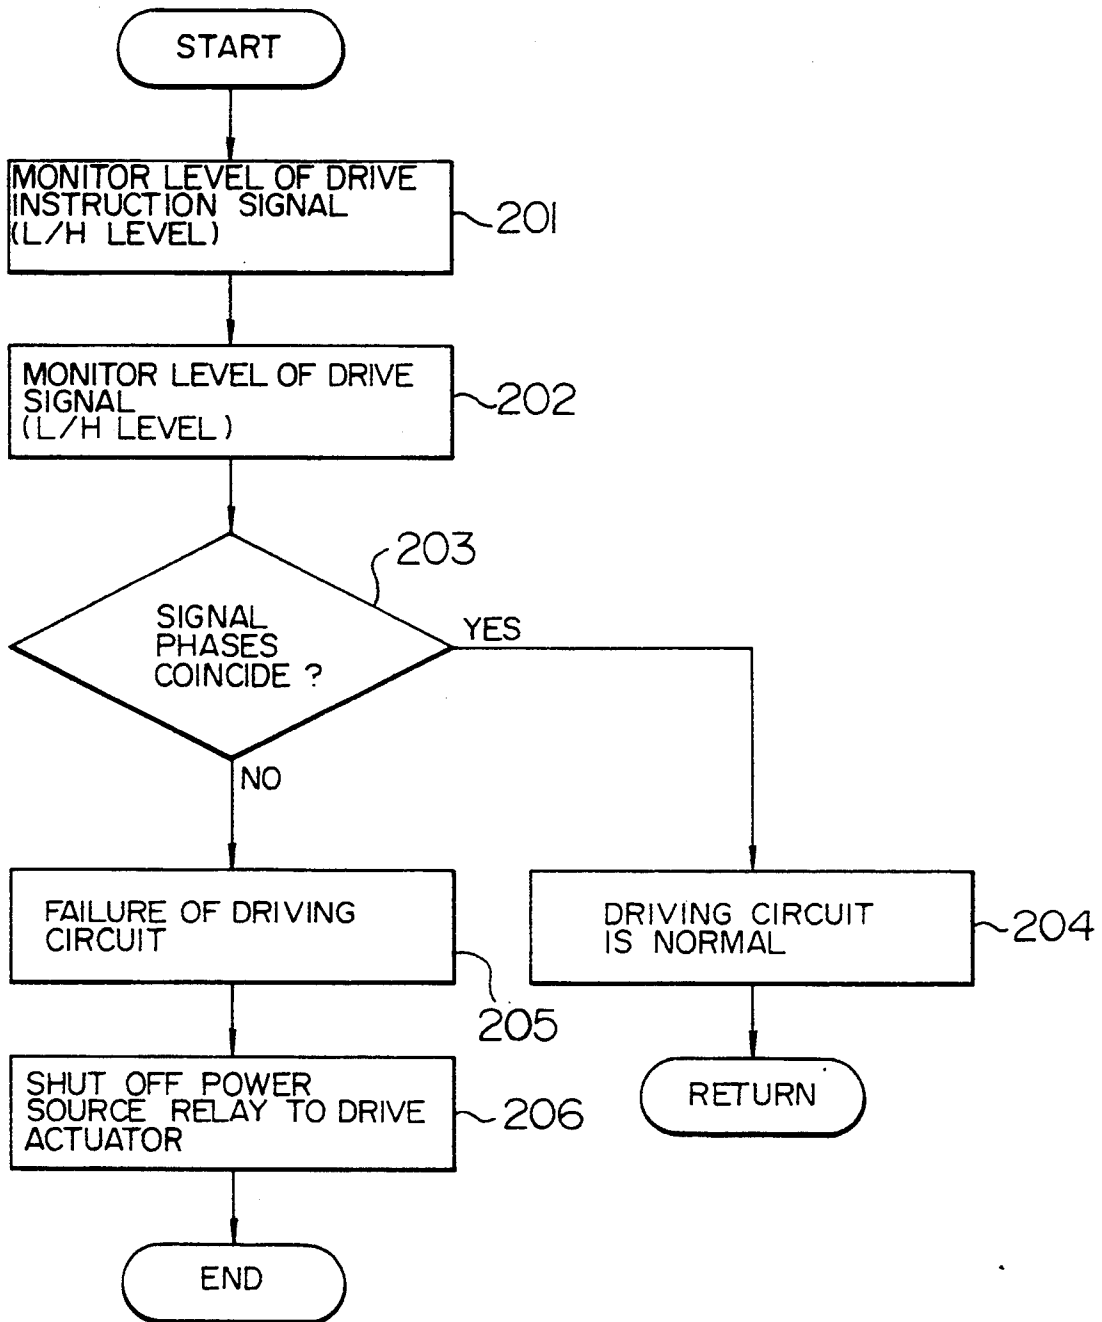 START
MONITOR LEVEL OF DRIVE
INSTRUCTION SIGNAL
(L/H LEVEL)
201
MONITOR LEVEL OF DRIVE
SIGNAL
(L/H LEVEL)
202
203
SIGNAL
PHASES
COINCIDE ?
YES
NO
FAILURE OF DRIVING
CIRCUIT
205
DRIVING CIRCUIT
IS NORMAL
204
SHUT OFF POWER
SOURCE RELAY TO DRIVE
ACTUATOR
206
RETURN
END